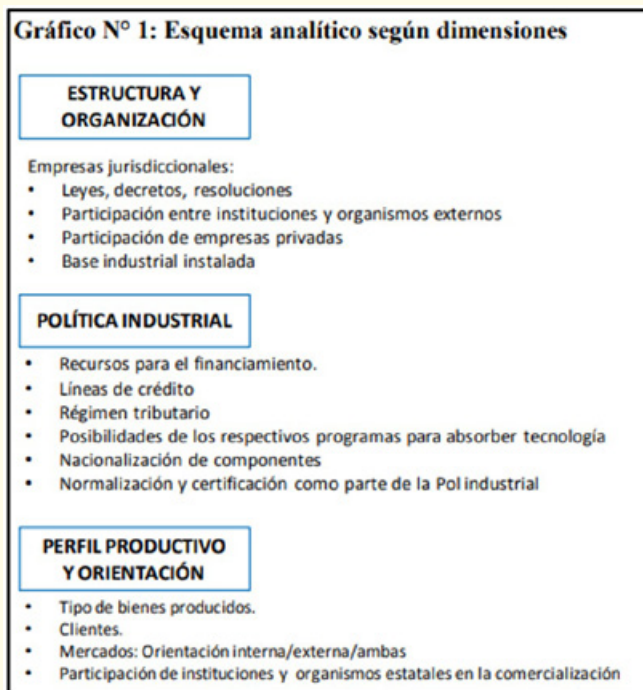 Gráfico N° 1: Esquema analítico según dimensiones
ESTRUCTURA Y
ORGANIZACIÓN
Empresas jurisdiccionales:
• Leyes, decretos, resoluciones
• Participación entre instituciones y organismos externos
• Participación de empresas privadas
• Base industrial instalada
POLÍTICA INDUSTRIAL
• Recursos para el financiamiento.
• Líneas de crédito
• Régimen tributario
• Posibilidades de los respectivos programas para absorber tecnología
• Nacionalización de componentes
• Normalización y certificación como parte de la Pol industrial
PERFIL PRODUCTIVO
Y ORIENTACIÓN
• Tipo de bienes producidos.
• Clientes.
• Mercados: Orientación interna/externa/ambas
• Participación de instituciones y organismos estatales en la comercialización